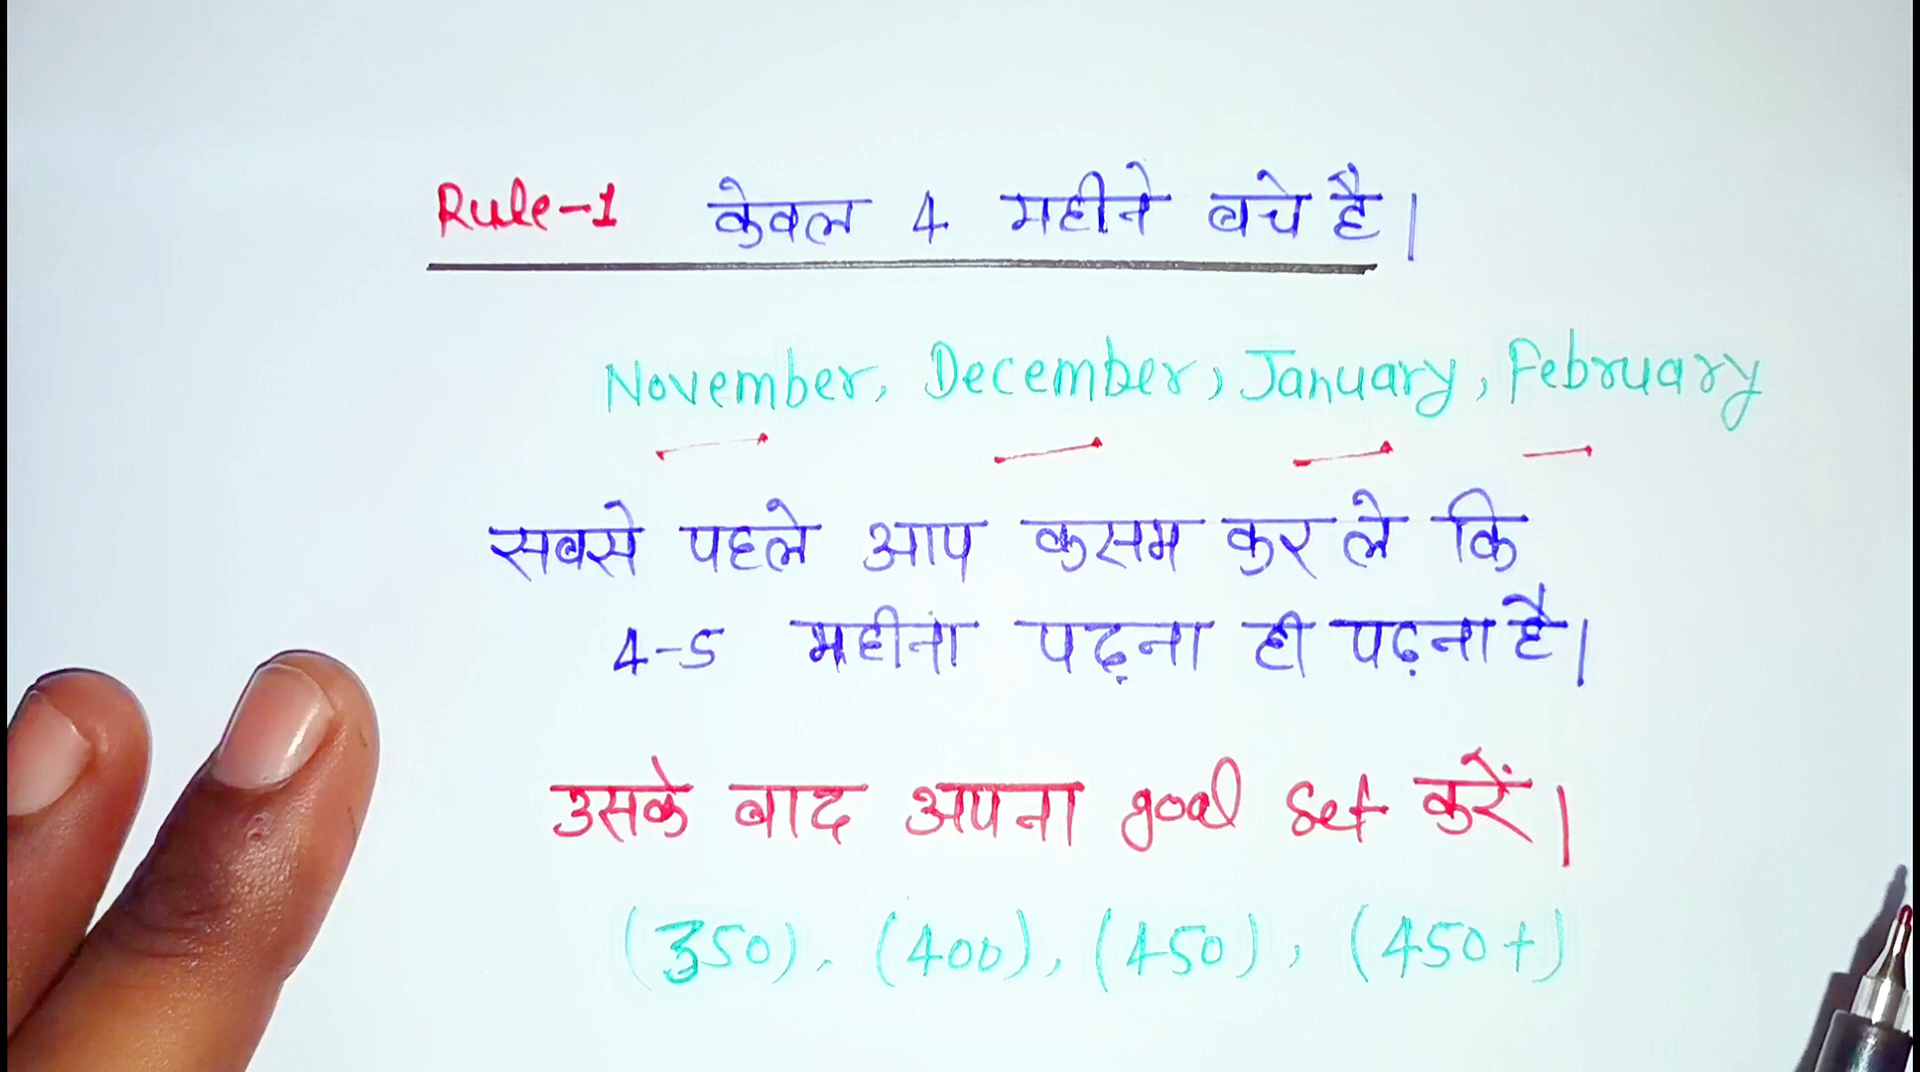 Rule-1 केवल 4 महीने बचे है।
November, December, January, February
सबसे पहले आप कसम कर ले कि
4-5 महीना पढ़ना ही पढ़ना है।
उसके बाद अपना goal set करें।
(350), (400), (450), (450+)